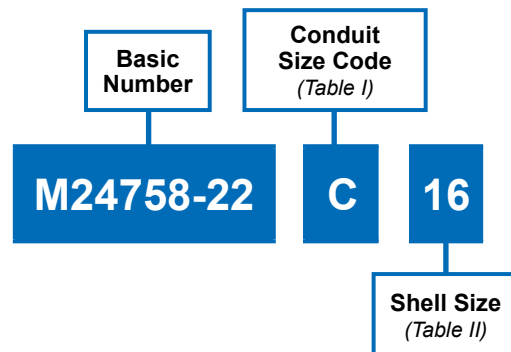 Basic
Number
Conduit
Size Code
(Table I)
M24758-22
C
16
Shell Size
(Table II)